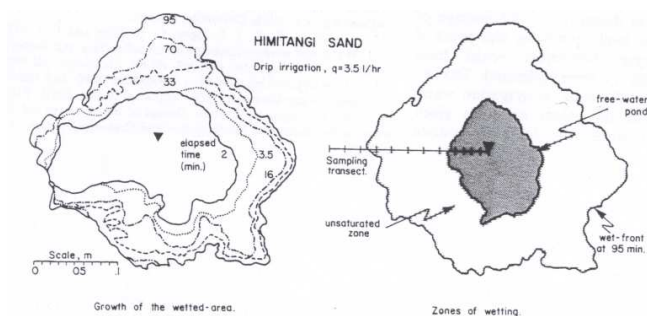 HIMITANGI SAND
Drip irrigation, q=3.5 l/hr
95
70
33
elapsed
time
(min.)
2
3.5
16
Scale, m
0 .05 .1
Growth of the wetted-area.
free-water
pond
Sampling
transect.
unsaturated
zone
wet-front
at 95 min.
Zones of wetting.